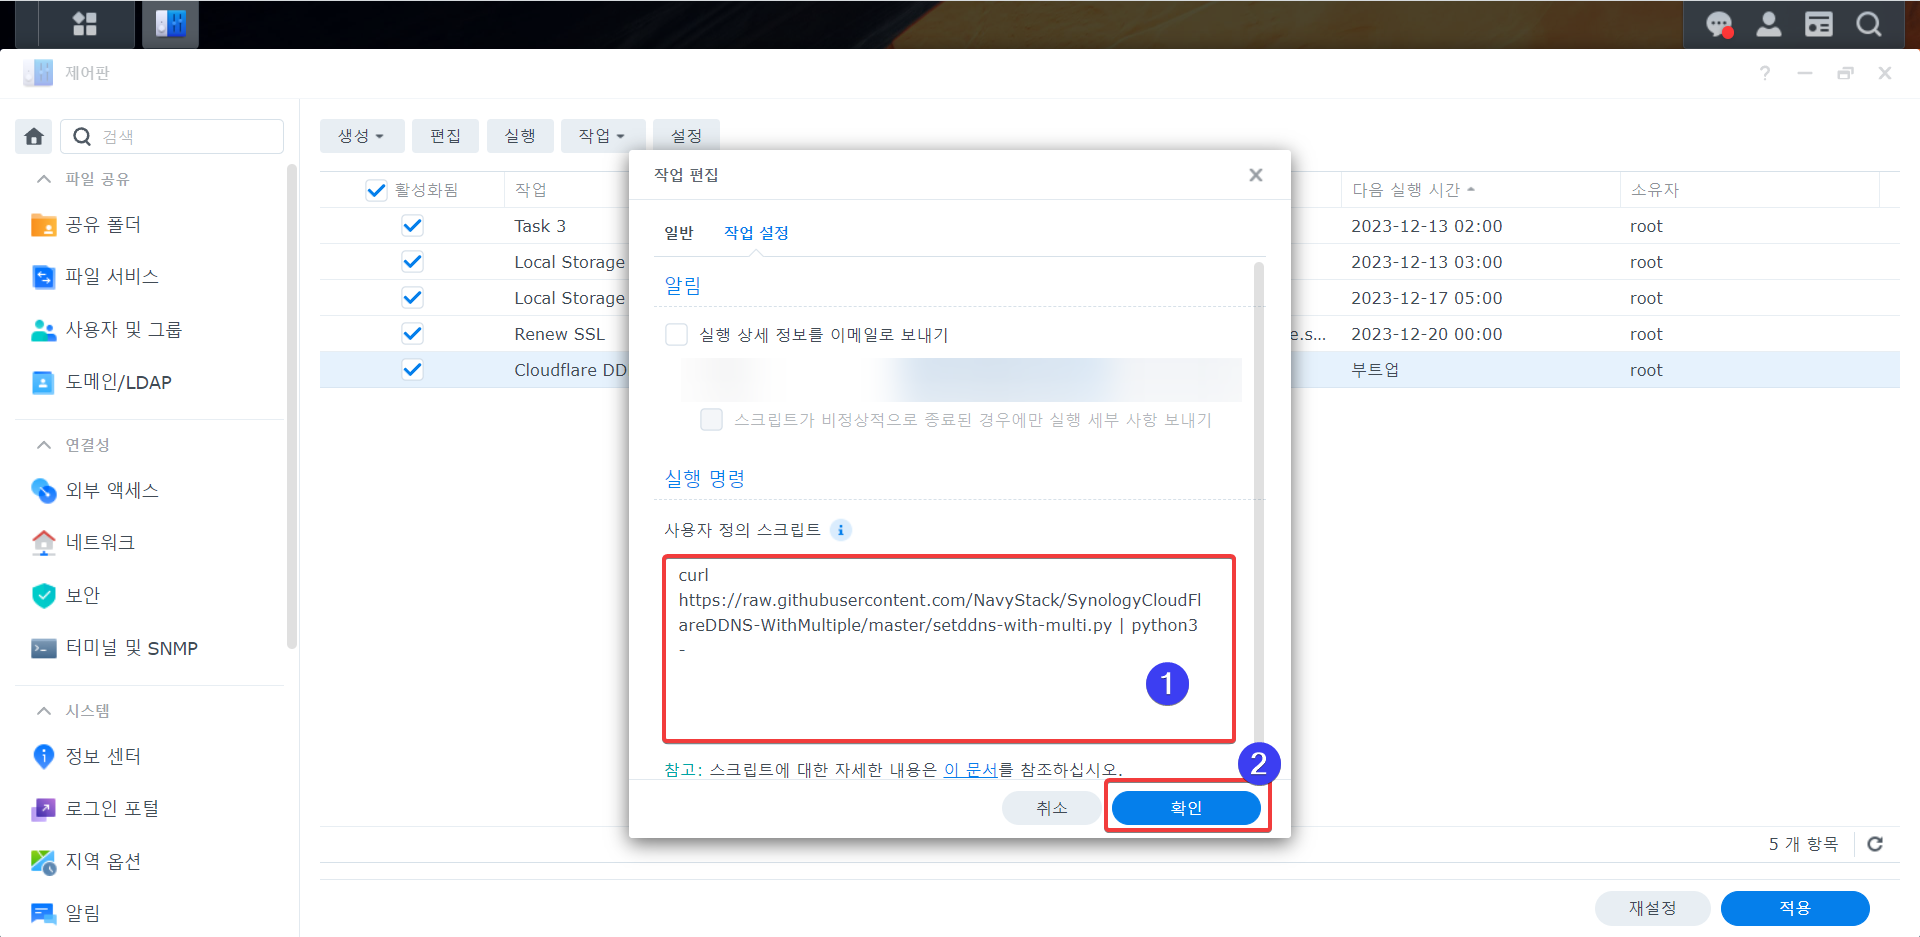 제어판
검색
파일 공유
공유 폴더
파일 서비스
사용자 및 그룹
도메인/LDAP
연결성
외부 액세스
네트워크
보안
터미널 및 SNMP
시스템
정보 센터
로그인 포털
지역 옵션
알림
생성 편집 실행 작업 설정
활성화됨 작업 다음 실행 시간 소유자
Task 3 2023-12-13 02:00 root
Local Storage 2023-12-13 03:00 root
Local Storage 2023-12-17 05:00 root
Renew SSL e.s... 2023-12-20 00:00 root
Cloudflare DD 부트업 root
작업 편집
일반 작업 설정
알림
실행 상세 정보를 이메일로 보내기
스크립트가 비정상적으로 종료된 경우에만 실행 세부 사항 보내기
실행 명령
사용자 정의 스크립트
curl
https://raw.githubusercontent.com/NavyStack/SynologyCloudFl
areDDNS-WithMultiple/master/setddns-with-multi.py | python3
-
1
참고: 스크립트에 대한 자세한 내용은 이 문서를 참조하십시오.
2
취소 확인
5 개 항목
재설정 적용